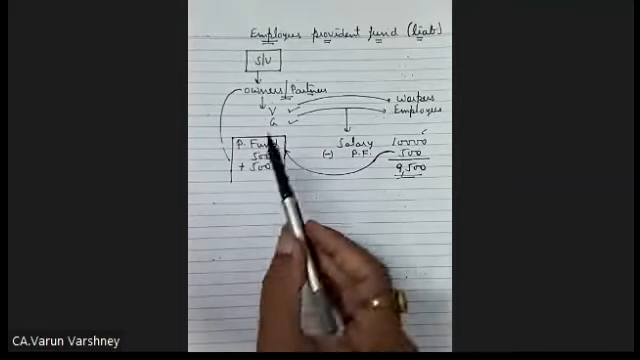 Employees provident fund (liab)
S/V
owners/Partners
V Workers
G Employees
P. Fund Salary 10000
500 (-) P.F. 500
+ 500 9,500
CA.Varun Varshney